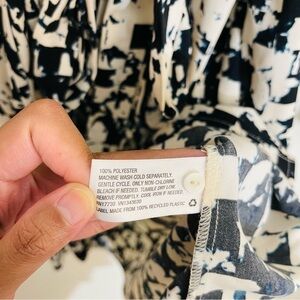 100% POLYESTER
MACHINE WASH COLD SEPARATELY,
GENTLE CYCLE. ONLY NON-CHLORINE
BLEACH IF NEEDED. TUMBLE DRY LOW.
REMOVE PROMPTLY. COOL IRON IF NEEDED.
LABEL: MADE FROM 100% RECYCLED PLASTIC